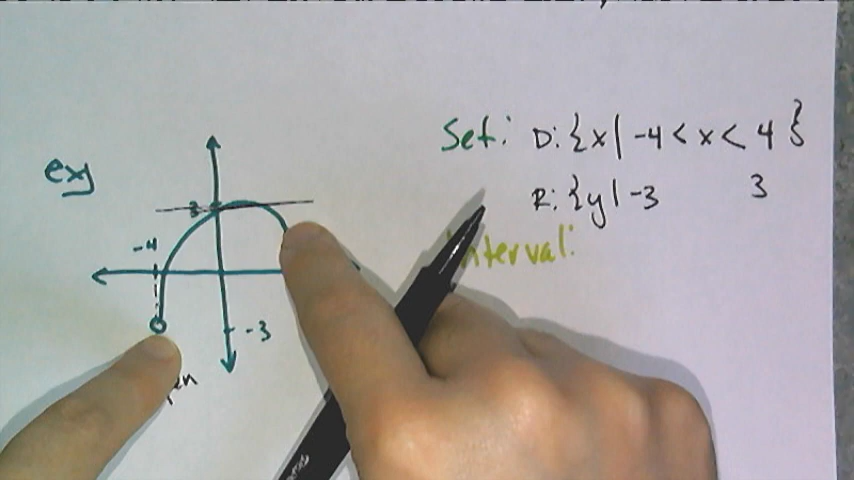 Set: D: {x| -4 < x < 4}
ex)
R: {y| -3 3
3
-4
Interval:
-3